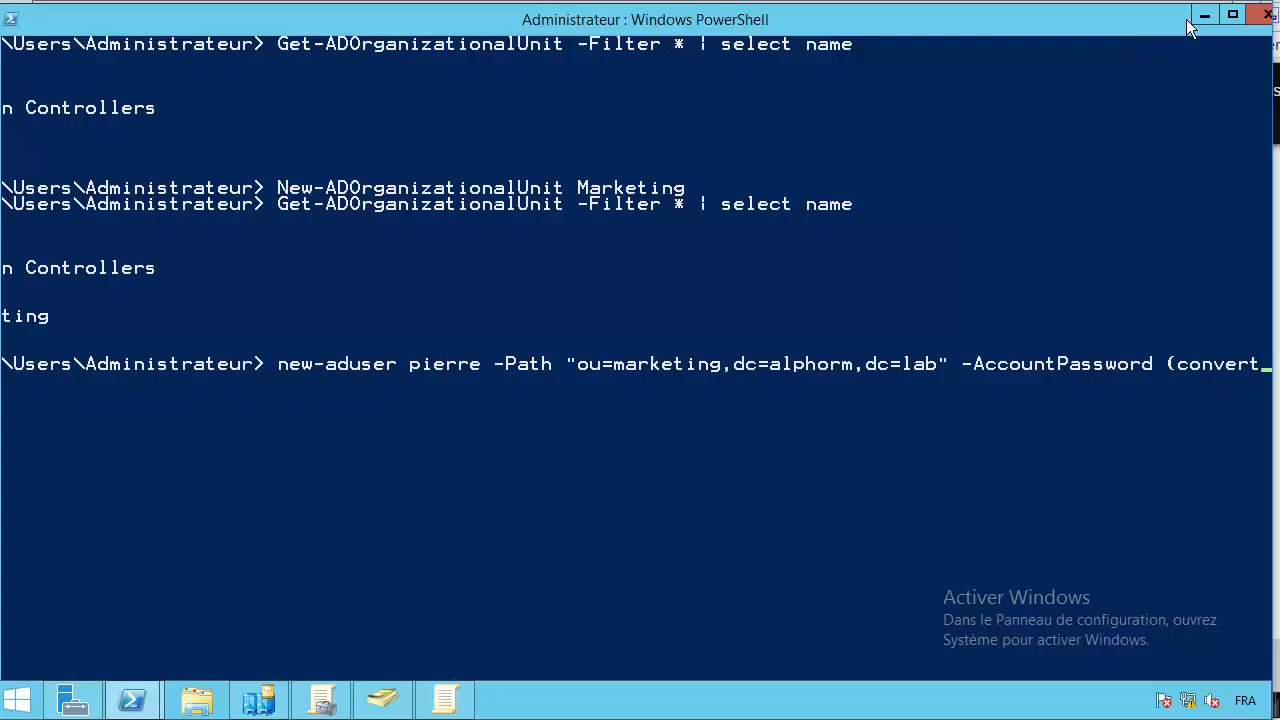 Administrateur : Windows PowerShell
\Users\Administrateur> Get-ADOrganizationalUnit -Filter * | select name
n Controllers
\Users\Administrateur> New-ADOrganizationalUnit Marketing
\Users\Administrateur> Get-ADOrganizationalUnit -Filter * | select name
n Controllers
ting
\Users\Administrateur> new-aduser pierre -Path "ou=marketing,dc=alphorm,dc=lab" -AccountPassword (convert_
Activer Windows
Dans le Panneau de configuration, ouvrez
Système pour activer Windows.
FRA